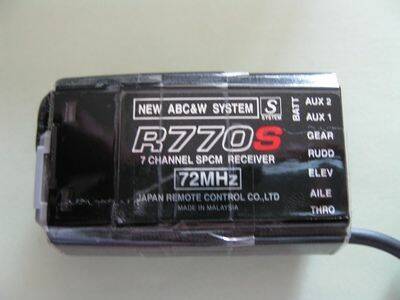 NEW ABC&W SYSTEM
S
SYSTEM
R770S
7 CHANNEL SPCM RECEIVER
72MHz
JAPAN REMOTE CONTROL CO.,LTD
MADE IN MALAYSIA
BATT
AUX 2
AUX 1
GEAR
RUDD
ELEV
AILE
THRO